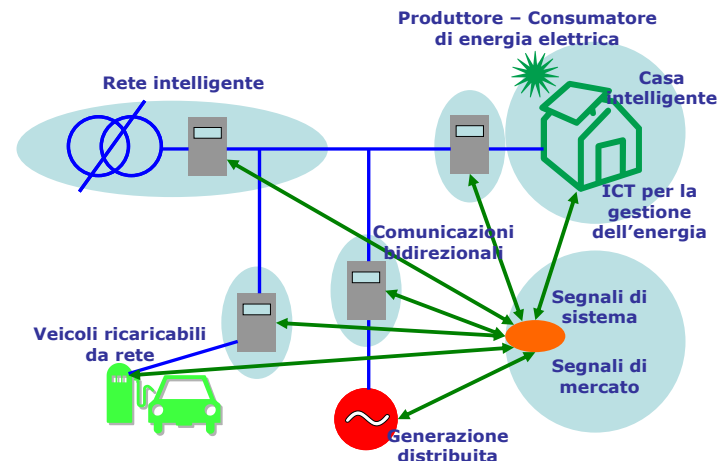 Produttore – Consumatore
di energia elettrica
Rete intelligente
Casa
intelligente
ICT per la
gestione
dell’energia
Comunicazioni
bidirezionali
Segnali di
sistema
Veicoli ricaricabili
da rete
Segnali di
mercato
Generazione
distribuita